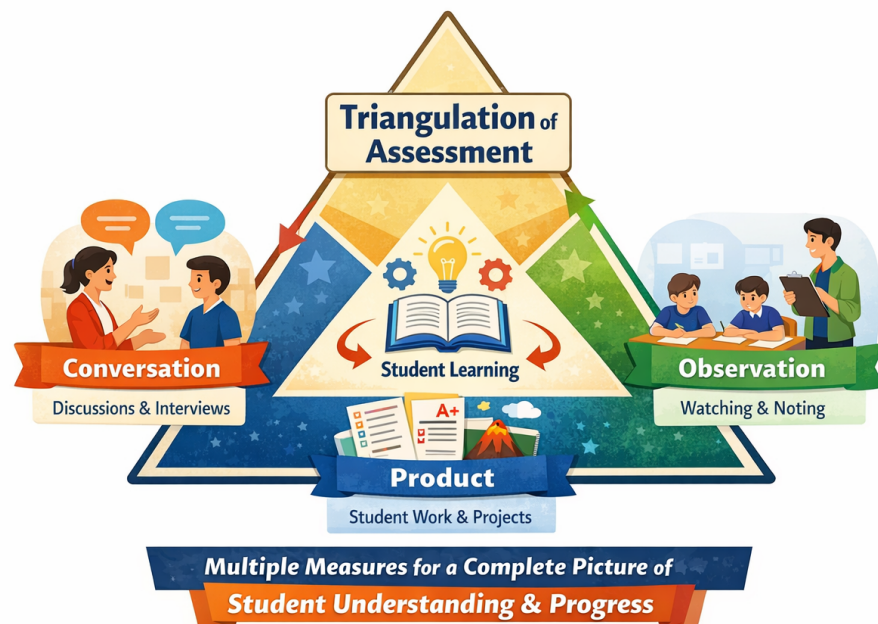 Triangulation of
Assessment
Conversation
Discussions & Interviews
Student Learning
Observation
Watching & Noting
A+
Product
Student Work & Projects
Multiple Measures for a Complete Picture of
Student Understanding & Progress